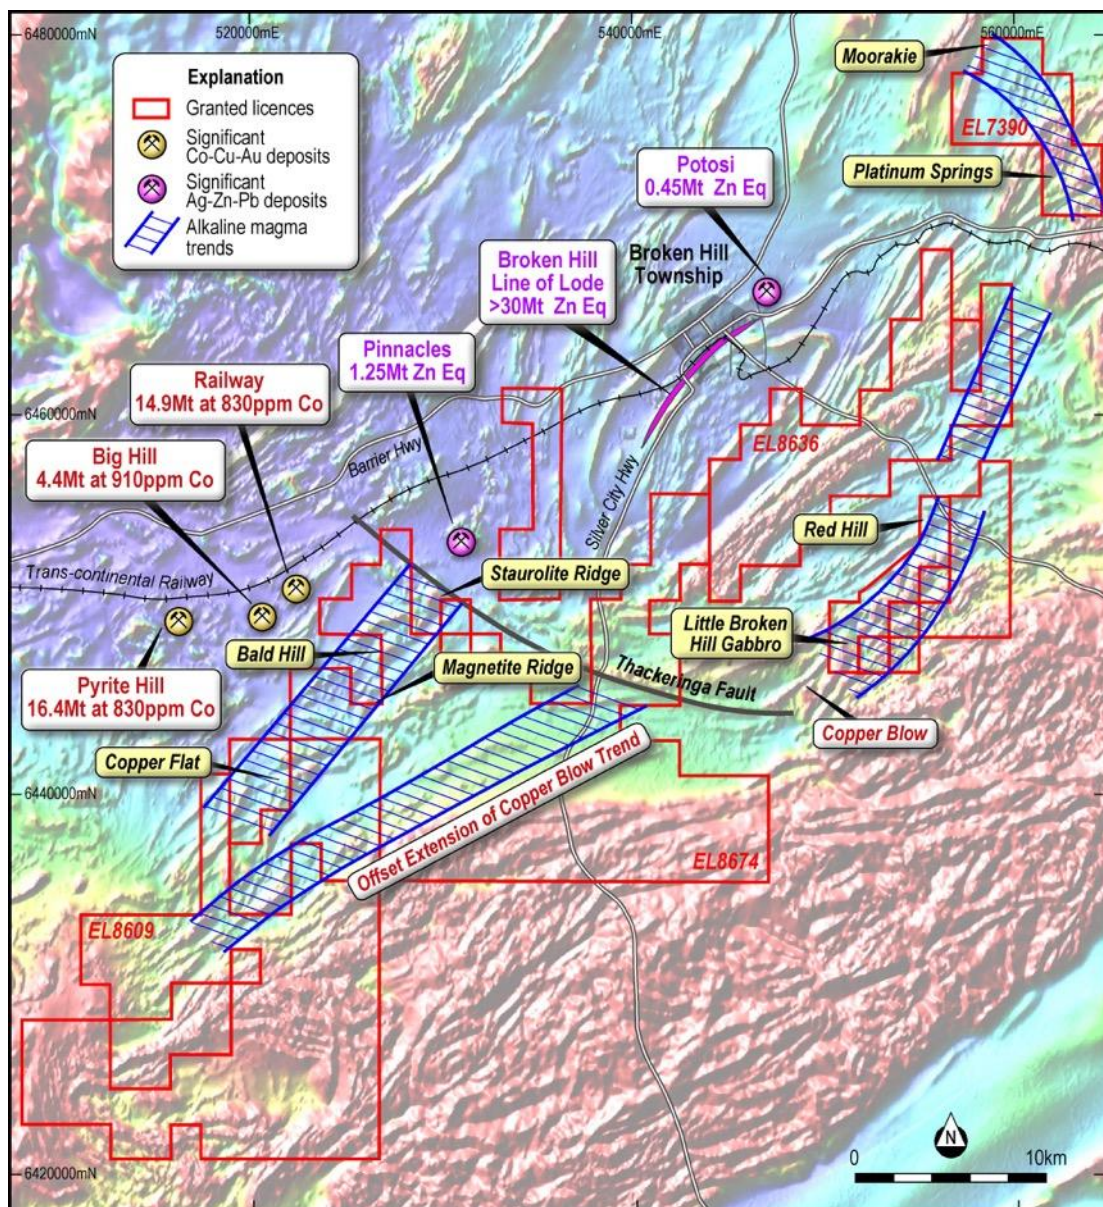 6480000mN
520000mE
540000mE
560000mE
Explanation
Granted licences
Significant
Co-Cu-Au deposits
Significant
Ag-Zn-Pb deposits
Alkaline magma
trends
Moorakie
EL7390
Platinum Springs
Potosi
0.45Mt Zn Eq
Broken Hill
Township
Broken Hill
Line of Lode
>30Mt Zn Eq
Pinnacles
1.25Mt Zn Eq
Railway
14.9Mt at 830ppm Co
6460000mN
Big Hill
4.4Mt at 910ppm Co
Barrier Hwy
EL8636
Silver City Hwy
Red Hill
Trans-continental Railway
Staurolite Ridge
Little Broken
Hill Gabbro
Bald Hill
Magnetite Ridge
Thackeringa Fault
Pyrite Hill
16.4Mt at 830ppm Co
Copper Blow
Copper Flat
6440000mN
Offset Extension of Copper Blow Trend
EL8674
EL8609
N
0
10km
6420000mN